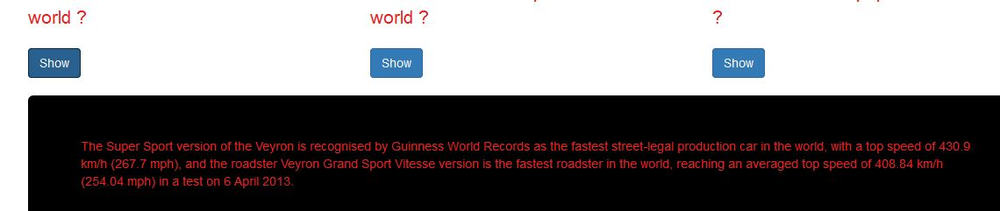 world ?
world ?
?
Show
Show
Show
The Super Sport version of the Veyron is recognised by Guinness World Records as the fastest street-legal production car in the world, with a top speed of 430.9
km/h (267.7 mph), and the roadster Veyron Grand Sport Vitesse version is the fastest roadster in the world, reaching an averaged top speed of 408.84 km/h
(254.04 mph) in a test on 6 April 2013.